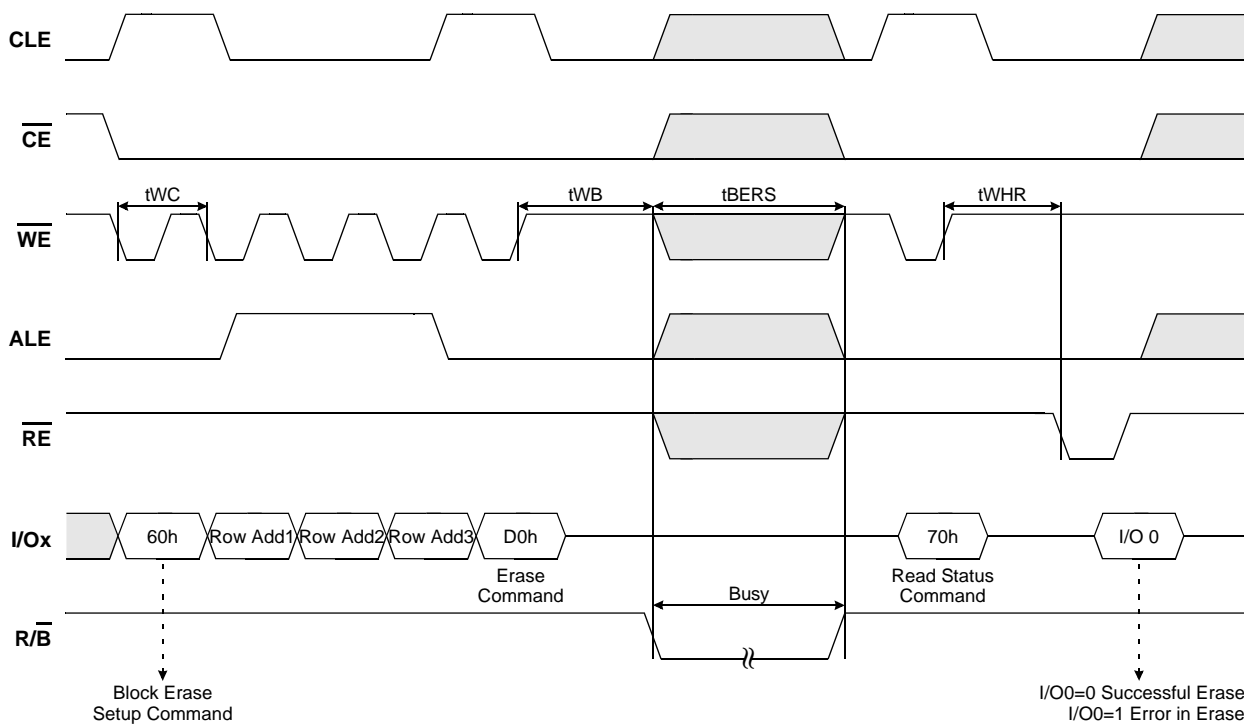 CLE
CE
tWC
tWB
tBERS
tWHR
WE
ALE
RE
I/Ox
60h
Row Add1
Row Add2
Row Add3
D0h
70h
I/O 0
Erase
Command
Read Status
Command
Busy
R/B
Block Erase
Setup Command
I/O0=0 Successful Erase
I/O0=1 Error in Erase